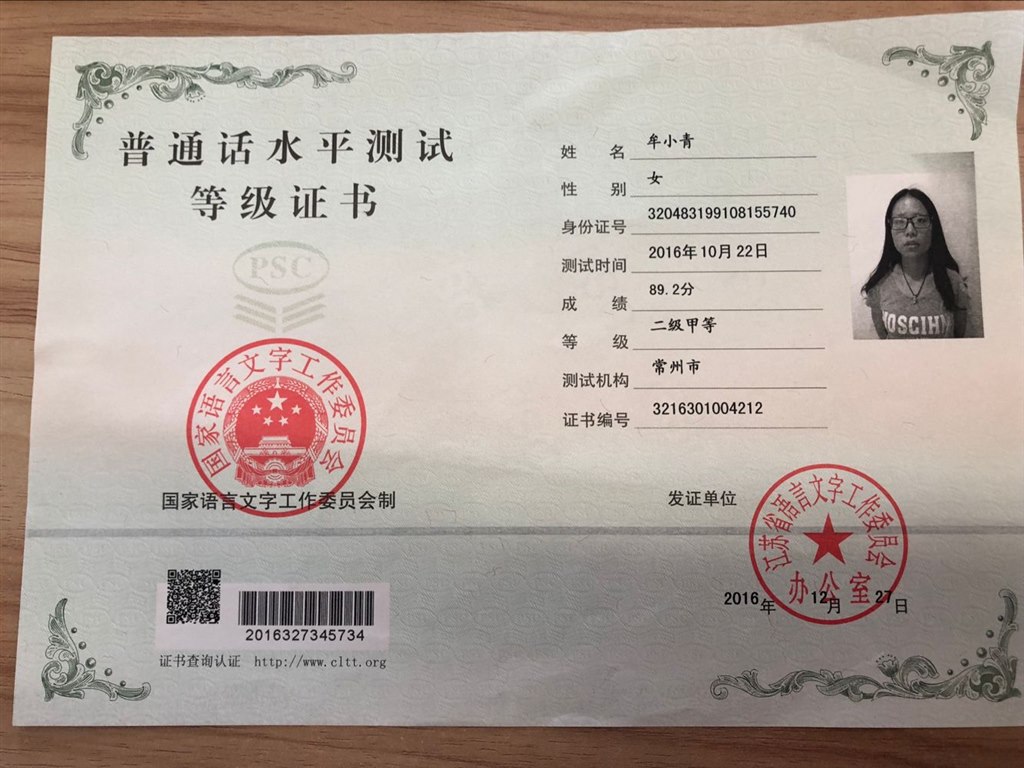 普通话水平测试
等级证书
PSC
国家语言文字工作委员会
国家语言文字工作委员会制
2016327345734
证书查询认证 http://www.cltt.org
姓名 牟小青
性别 女
身份证号 320483199108155740
测试时间 2016年10月22日
成绩 89.2分
等级 二级甲等
测试机构 常州市
证书编号 3216301004212
发证单位
江苏省语言文字工作委员会
办公室
2016年12月27日